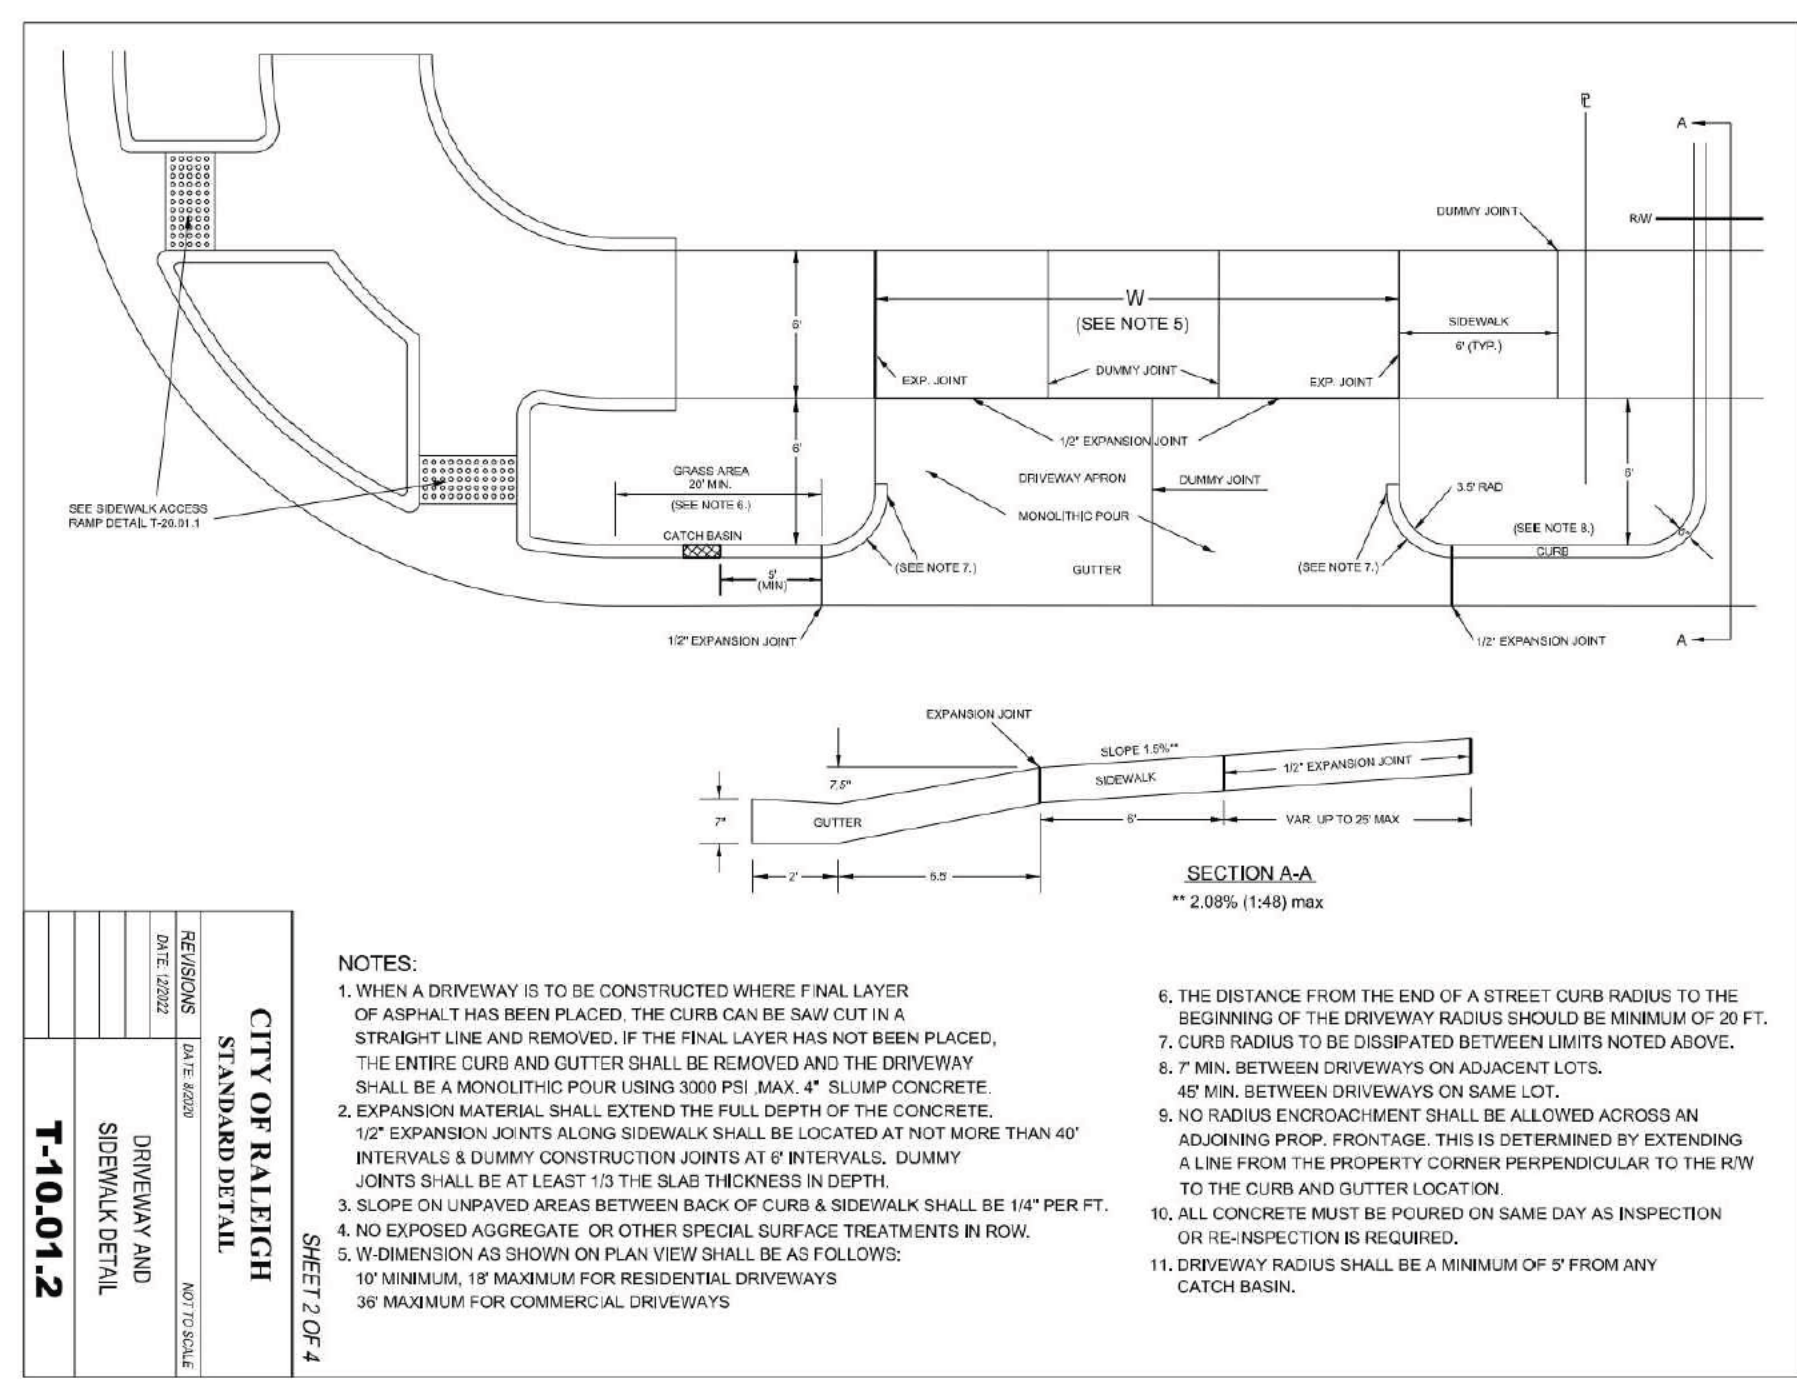 ℄
A
DUMMY JOINT
R/W
W
(SEE NOTE 5)
6'
SIDEWALK
6' (TYP.)
DUMMY JOINT
EXP. JOINT
EXP. JOINT
1/2" EXPANSION JOINT
6'
GRASS AREA
20' MIN.
(SEE NOTE 6.)
DRIVEWAY APRON
DUMMY JOINT
3.5' RAD
6'
SEE SIDEWALK ACCESS
RAMP DETAIL T-20.01.1
CATCH BASIN
MONOLITHIC POUR
(SEE NOTE 8.)
CURB
5'
(MIN)
(SEE NOTE 7.)
GUTTER
(SEE NOTE 7.)
1/2" EXPANSION JOINT
1/2" EXPANSION JOINT
A
EXPANSION JOINT
SLOPE 1.5%**
7.5"
SIDEWALK
1/2" EXPANSION JOINT
7"
GUTTER
6'
VAR. UP TO 25' MAX
2'
SECTION A-A
** 2.08% (1:48) max
NOTES:
1. WHEN A DRIVEWAY IS TO BE CONSTRUCTED WHERE FINAL LAYER
OF ASPHALT HAS BEEN PLACED, THE CURB CAN BE SAW CUT IN A
STRAIGHT LINE AND REMOVED. IF THE FINAL LAYER HAS NOT BEEN PLACED,
THE ENTIRE CURB AND GUTTER SHALL BE REMOVED AND THE DRIVEWAY
SHALL BE A MONOLITHIC POUR USING 3000 PSI ,MAX. 4" SLUMP CONCRETE.
2. EXPANSION MATERIAL SHALL EXTEND THE FULL DEPTH OF THE CONCRETE.
1/2" EXPANSION JOINTS ALONG SIDEWALK SHALL BE LOCATED AT NOT MORE THAN 40'
INTERVALS & DUMMY CONSTRUCTION JOINTS AT 6' INTERVALS. DUMMY
JOINTS SHALL BE AT LEAST 1/3 THE SLAB THICKNESS IN DEPTH.
3. SLOPE ON UNPAVED AREAS BETWEEN BACK OF CURB & SIDEWALK SHALL BE 1/4" PER FT.
4. NO EXPOSED AGGREGATE OR OTHER SPECIAL SURFACE TREATMENTS IN ROW.
5. W-DIMENSION AS SHOWN ON PLAN VIEW SHALL BE AS FOLLOWS:
10' MINIMUM, 18' MAXIMUM FOR RESIDENTIAL DRIVEWAYS
36' MAXIMUM FOR COMMERCIAL DRIVEWAYS
6. THE DISTANCE FROM THE END OF A STREET CURB RADIUS TO THE
BEGINNING OF THE DRIVEWAY RADIUS SHOULD BE MINIMUM OF 20 FT.
7. CURB RADIUS TO BE DISSIPATED BETWEEN LIMITS NOTED ABOVE.
8. 7' MIN. BETWEEN DRIVEWAYS ON ADJACENT LOTS.
45' MIN. BETWEEN DRIVEWAYS ON SAME LOT.
9. NO RADIUS ENCROACHMENT SHALL BE ALLOWED ACROSS AN
ADJOINING PROP. FRONTAGE. THIS IS DETERMINED BY EXTENDING
A LINE FROM THE PROPERTY CORNER PERPENDICULAR TO THE R/W
TO THE CURB AND GUTTER LOCATION.
10. ALL CONCRETE MUST BE POURED ON SAME DAY AS INSPECTION
OR RE-INSPECTION IS REQUIRED.
11. DRIVEWAY RADIUS SHALL BE A MINIMUM OF 5' FROM ANY
CATCH BASIN.
SHEET 2 OF 4
CITY OF RALEIGH
STANDARD DETAIL
REVISIONS
DATE: 8/2020
NOT TO SCALE
DATE: 12/2022
DRIVEWAY AND
SIDEWALK DETAIL
T-10.01.2